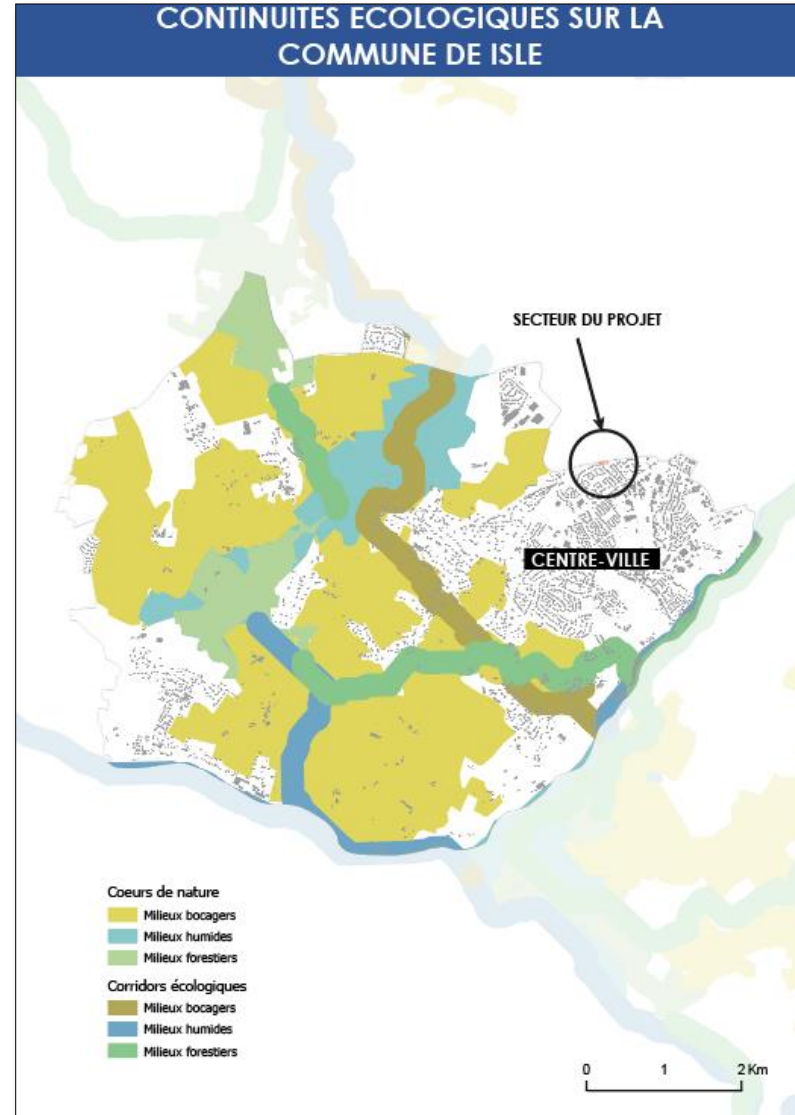 CONTINUITES ECOLOGIQUES SUR LA
COMMUNE DE ISLE
SECTEUR DU PROJET
CENTRE-VILLE
Coeurs de nature
Milieux bocagers
Milieux humides
Milieux forestiers
Corridors écologiques
Milieux bocagers
Milieux humides
Milieux forestiers
0 1 2 Km